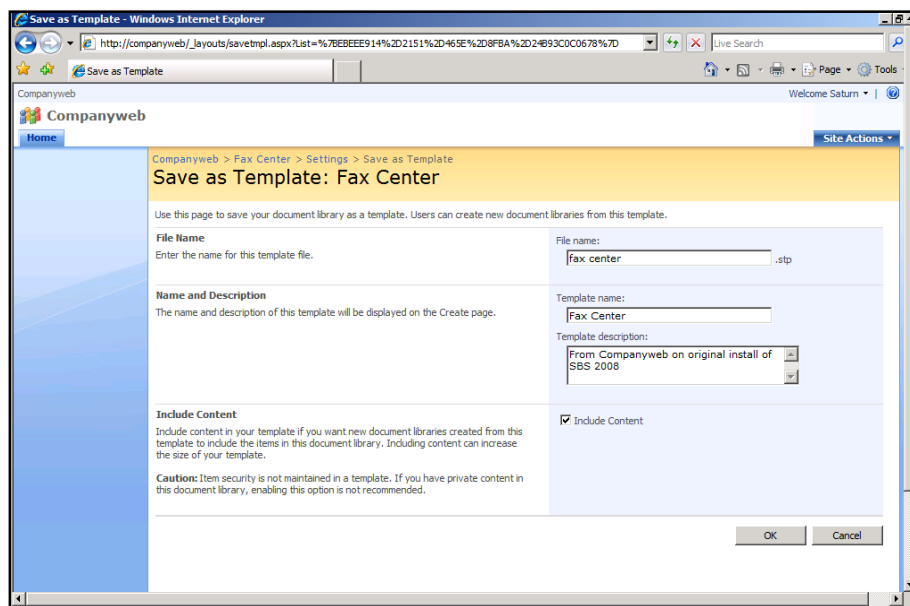 Save as Template - Windows Internet Explorer
http://companyweb/_layouts/savetmpl.aspx?List=%7BEBEEE914%2D2151%2D465E%2D8FBA%2D24B93C0C0678%7D
Live Search
Save as Template
Page
Tools
Companyweb
Welcome Saturn
Companyweb
Home
Site Actions
Companyweb > Fax Center > Settings > Save as Template
Save as Template: Fax Center
Use this page to save your document library as a template. Users can create new document libraries from this template.
File Name
Enter the name for this template file.
File name:
fax center
.stp
Name and Description
The name and description of this template will be displayed on the Create page.
Template name:
Fax Center
Template description:
From Companyweb on original install of
SBS 2008
Include Content
Include content in your template if you want new document libraries created from this
template to include the items in this document library. Including content can increase
the size of your template.
Caution: Item security is not maintained in a template. If you have private content in
this document library, enabling this option is not recommended.
Include Content
OK
Cancel